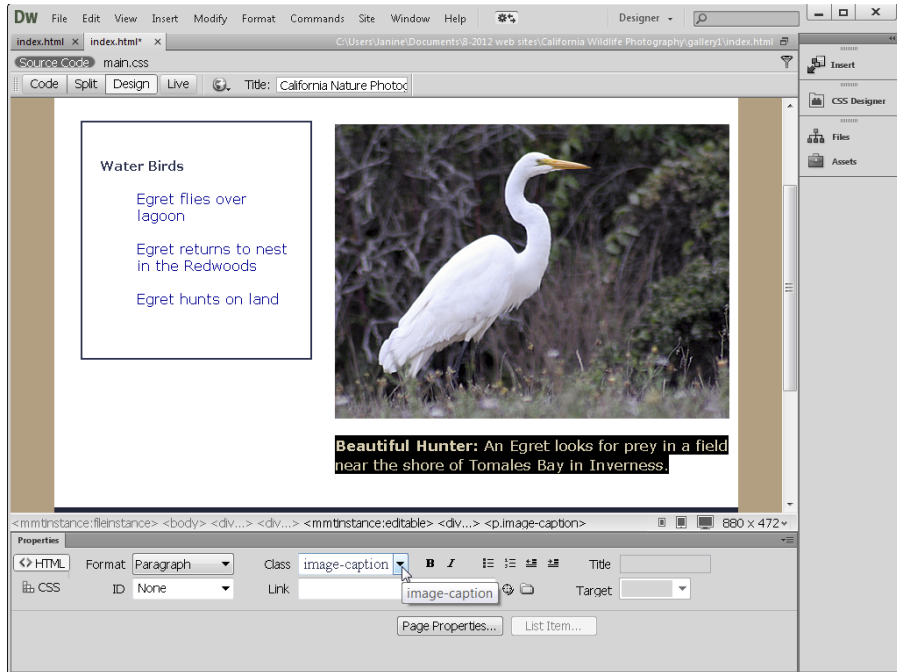 DW File Edit View Insert Modify Format Commands Site Window Help Designer
index.html × index.html* × C:\Users\Janine\Documents\8-2012 web sites\California Wildlife Photography\gallery1\index.html
Source Code main.css
Code Split Design Live Title: California Nature Photog
Insert
CSS Designer
Files
Assets
Water Birds
Egret flies over
lagoon
Egret returns to nest
in the Redwoods
Egret hunts on land
Beautiful Hunter: An Egret looks for prey in a field
near the shore of Tomales Bay in Inverness.
<mmtinstance:fileinstance> <body> <div...> <div...> <mmtinstance:editable> <div...> <p.image-caption> 880 x 472
Properties
<> HTML Format Paragraph Class image-caption B I Title
CSS ID None Link image-caption Target
Page Properties... List Item...